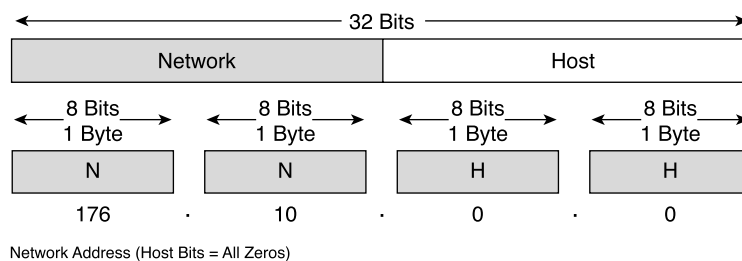 32 Bits
Network Host
8 Bits 8 Bits 8 Bits 8 Bits
1 Byte 1 Byte 1 Byte 1 Byte
N N H H
176 . 10 . 0 . 0
Network Address (Host Bits = All Zeros)